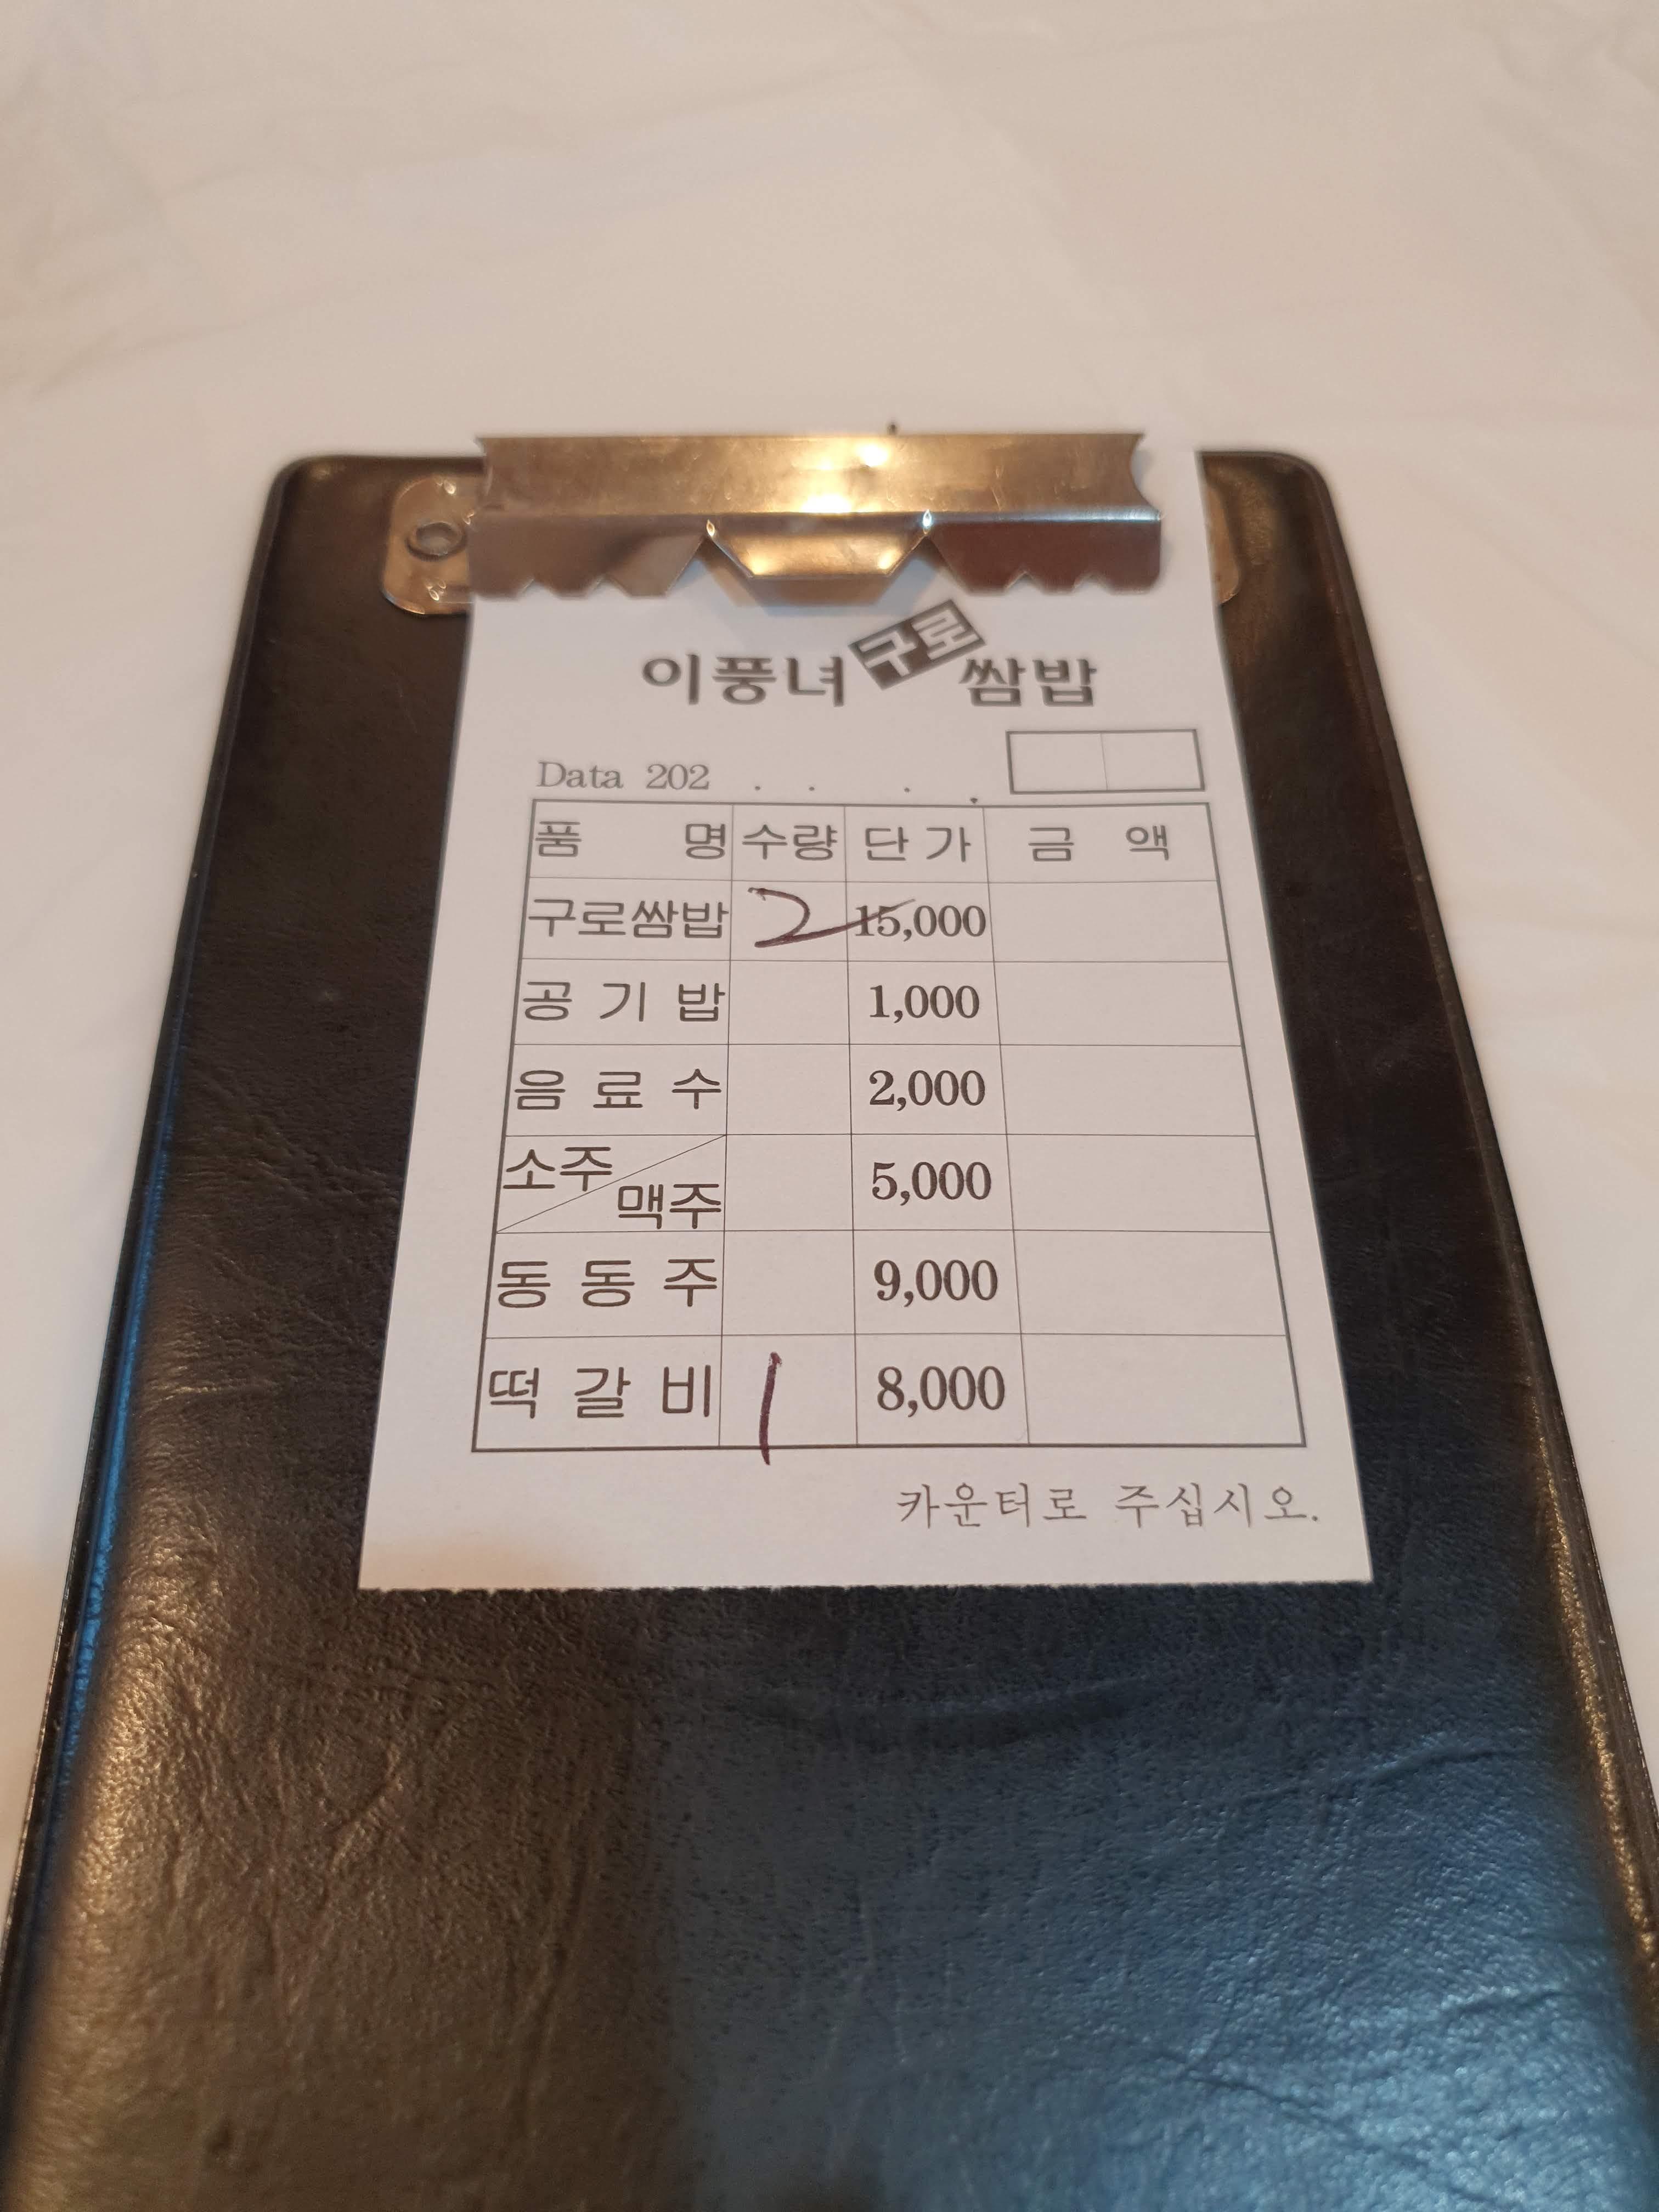 이풍녀 구로 쌈밥
Data 202 . . . .
품 명 수량 단가 금 액
구로쌈밥 2 15,000
공 기 밥 1,000
음 료 수 2,000
소주 / 맥주 5,000
동 동 주 9,000
떡 갈 비 1 8,000
카운터로 주십시오.